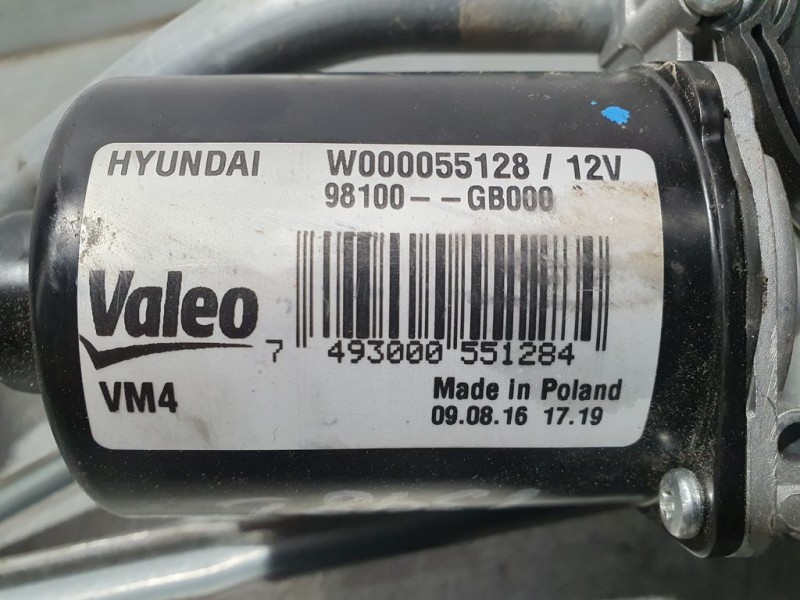 HYUNDAI W000055128 / 12V
98100--GB000
Valeo
7 493000 551284
VM4 Made in Poland
09.08.16 17.19